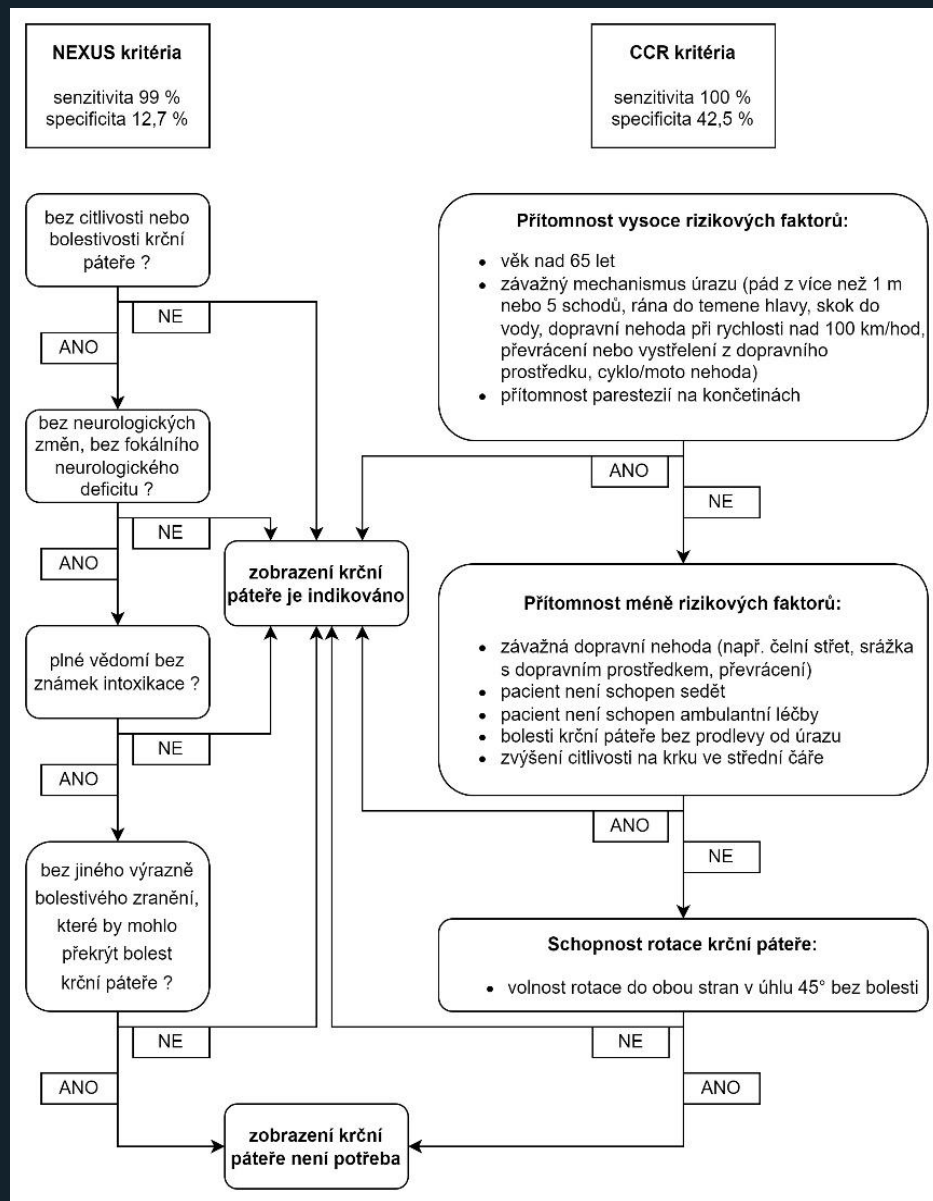 NEXUS kritéria
senzitivita 99 %
specificita 12,7 %
bez citlivosti nebo
bolestivosti krční
páteře ?
NE
ANO
bez neurologických
změn, bez fokálního
neurologického
deficitu ?
NE
ANO
plné vědomí bez
známek intoxikace ?
NE
ANO
bez jiného výrazně
bolestivého zranění,
které by mohlo
překrýt bolest
krční páteře ?
NE
ANO
zobrazení krční
páteře je indikováno
zobrazení krční
páteře není potřeba
CCR kritéria
senzitivita 100 %
specificita 42,5 %
Přítomnost vysoce rizikových faktorů:
• věk nad 65 let
• závažný mechanismus úrazu (pád z více než 1 m
nebo 5 schodů, rána do temene hlavy, skok do
vody, dopravní nehoda při rychlosti nad 100 km/hod,
převrácení nebo vystřelení z dopravního
prostředku, cyklo/moto nehoda)
• přítomnost parestezií na končetinách
ANO
NE
Přítomnost méně rizikových faktorů:
• závažná dopravní nehoda (např. čelní střet, srážka
s dopravním prostředkem, převrácení)
• pacient není schopen sedět
• pacient není schopen ambulantní léčby
• bolesti krční páteře bez prodlevy od úrazu
• zvýšení citlivosti na krku ve střední čáře
ANO
NE
Schopnost rotace krční páteře:
• volnost rotace do obou stran v úhlu 45° bez bolesti
NE
ANO